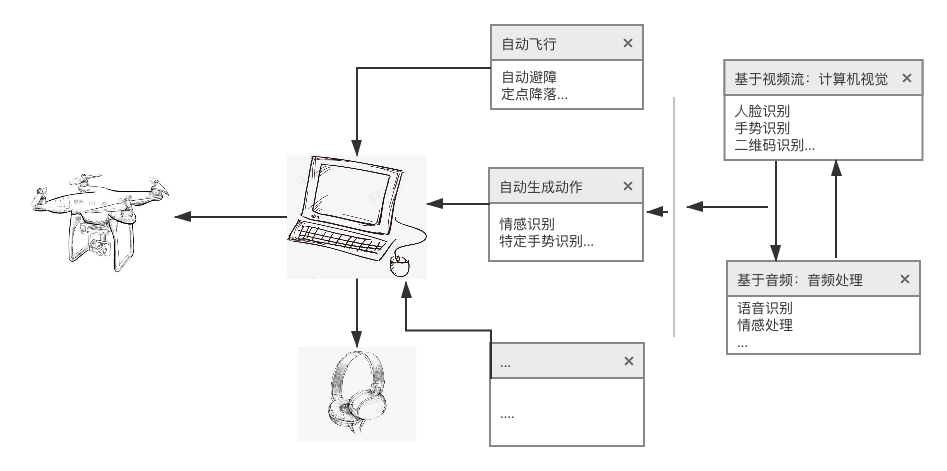 自动飞行
自动避障
定点降落...
自动生成动作
情感识别
特定手势识别...
...
....
基于视频流：计算机视觉
人脸识别
手势识别
二维码识别...
基于音频：音频处理
语音识别
情感处理
...